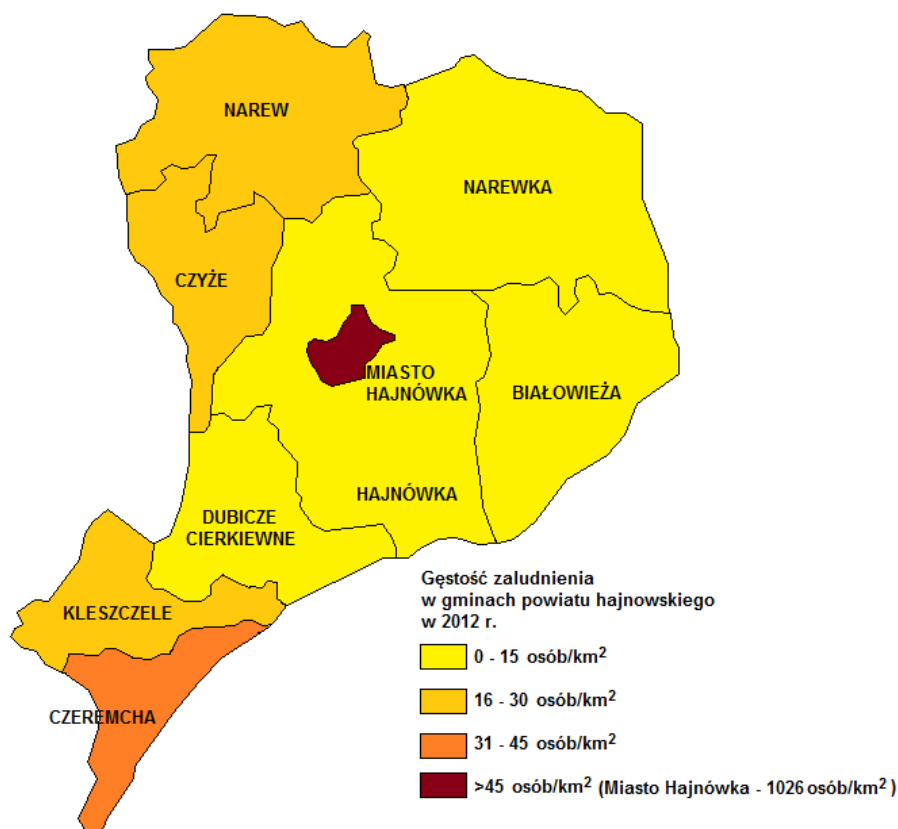 NAREW
NAREWKA
CZYŻE
MIASTO
HAJNÓWKA
BIAŁOWIEŻA
HAJNÓWKA
DUBICZE
CIERKIEWNE
KLESZCZELE
CZEREMCHA
Gęstość zaludnienia
w gminach powiatu hajnowskiego
w 2012 r.
0 - 15 osób/km²
16 - 30 osób/km²
31 - 45 osób/km²
>45 osób/km² (Miasto Hajnówka - 1026 osób/km²)